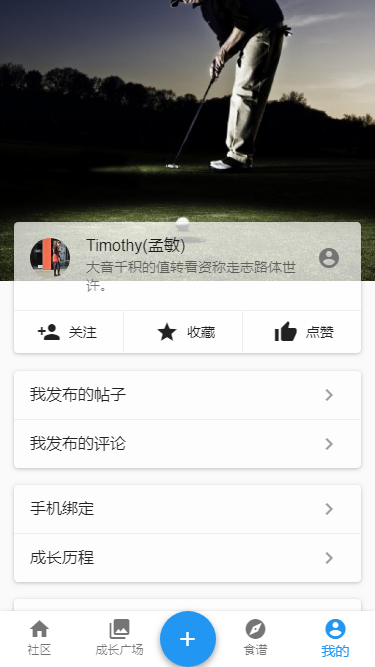 Timothy(孟敏)
大音千积的值转看资称走志路体世
许。
关注
收藏
点赞
我发布的帖子
我发布的评论
手机绑定
成长历程
社区
成长广场
食谱
我的